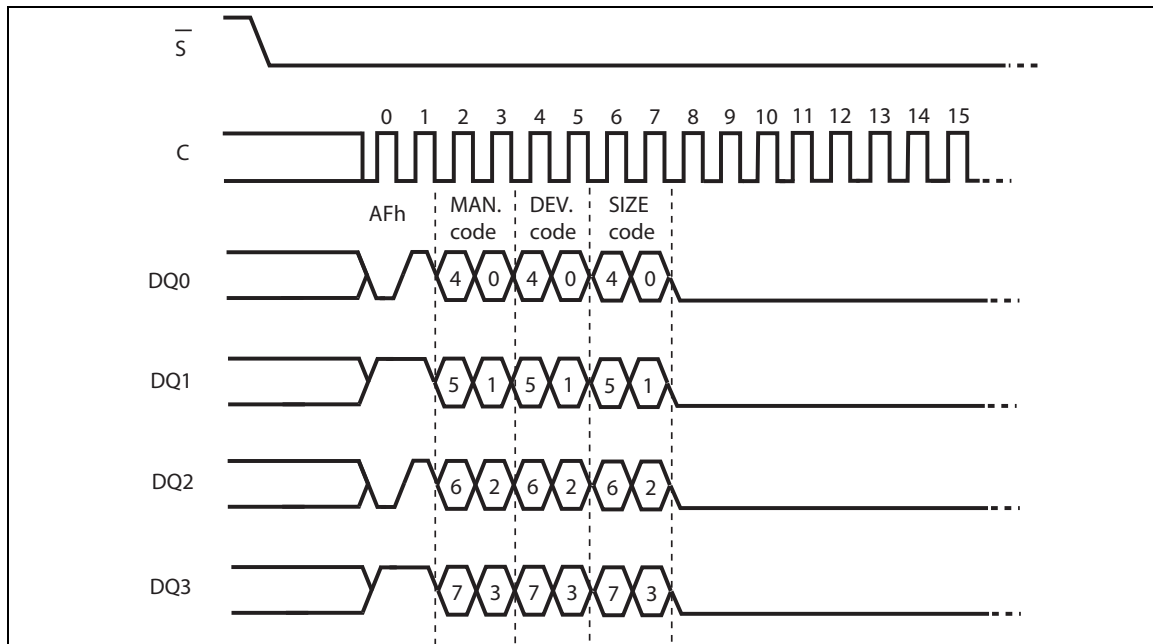 S̅
0 1 2 3 4 5 6 7 8 9 10 11 12 13 14 15
C
AFh MAN. DEV. SIZE
code code code
DQ0 4 0 4 0 4 0
DQ1 5 1 5 1 5 1
DQ2 6 2 6 2 6 2
DQ3 7 3 7 3 7 3